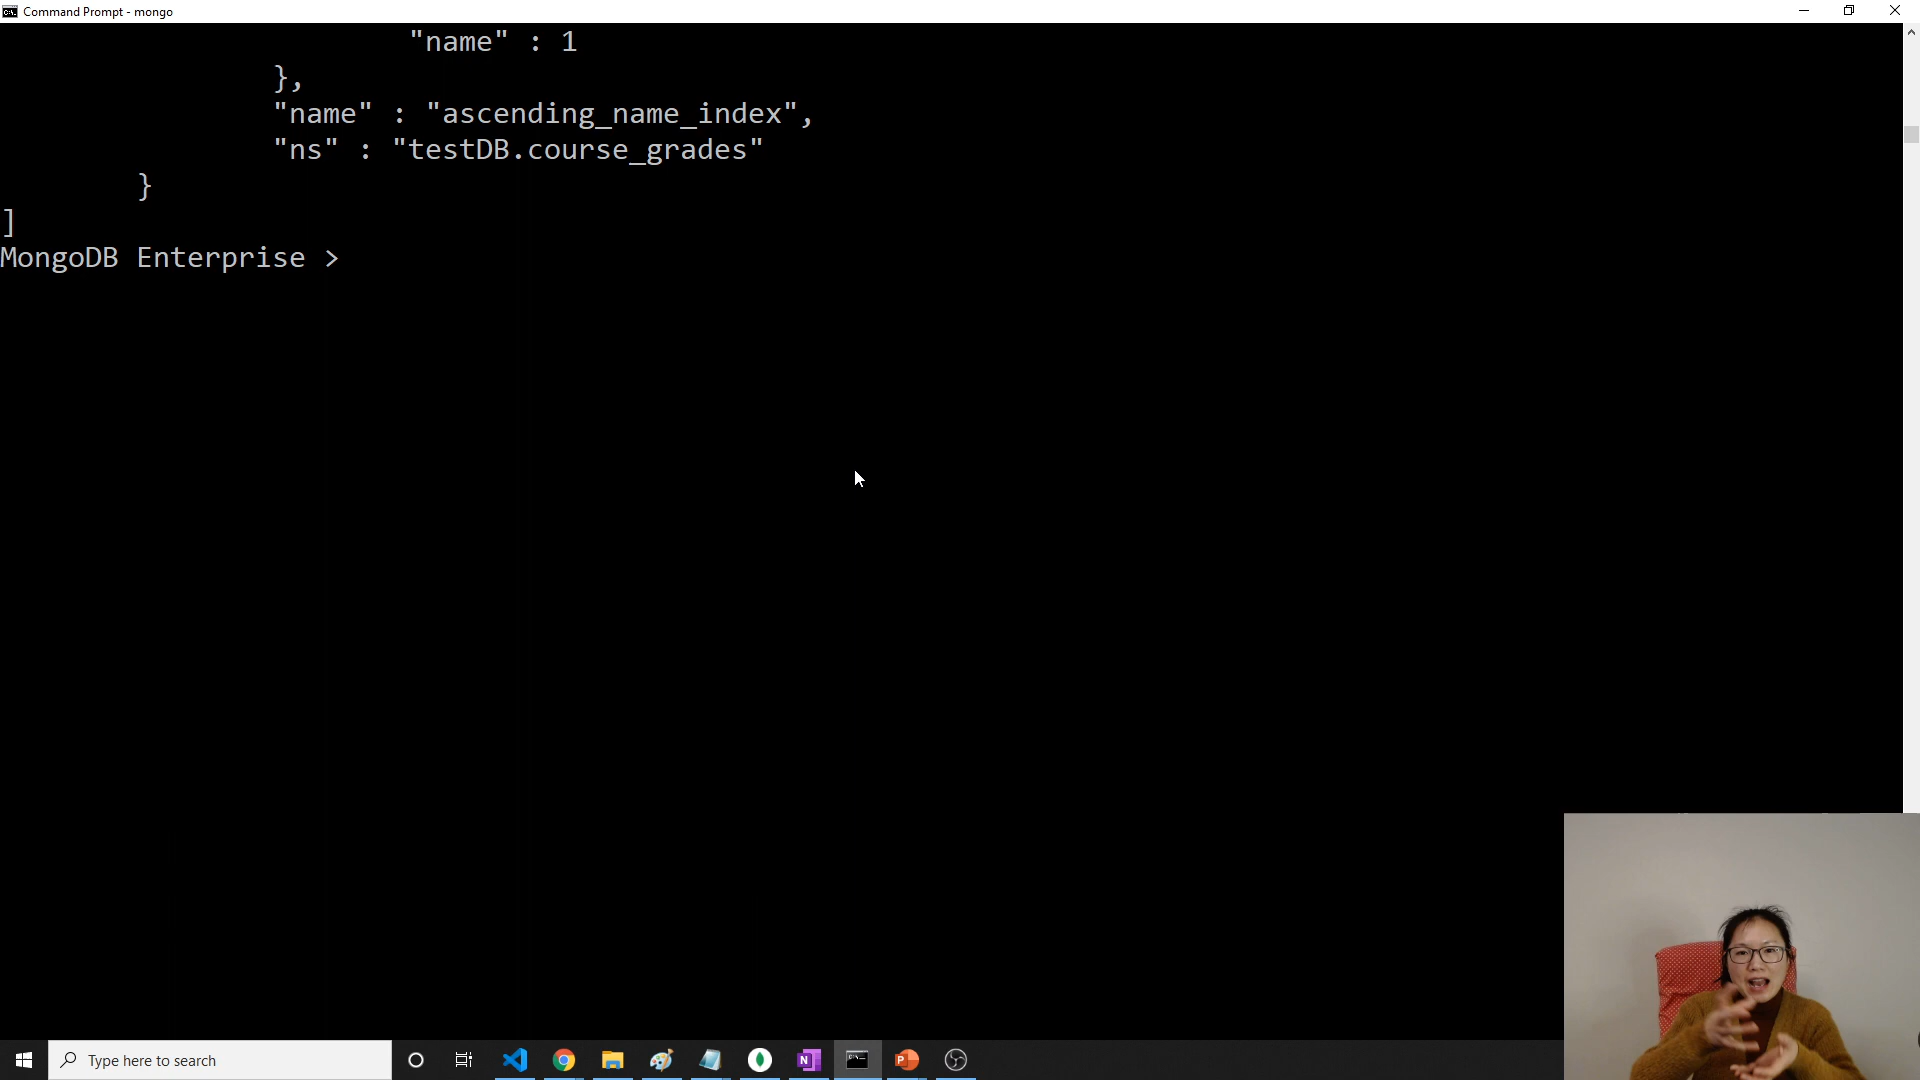 Command Prompt - mongo
"name" : 1
},
"name" : "ascending_name_index",
"ns" : "testDB.course_grades"
}
]
MongoDB Enterprise >
Type here to search